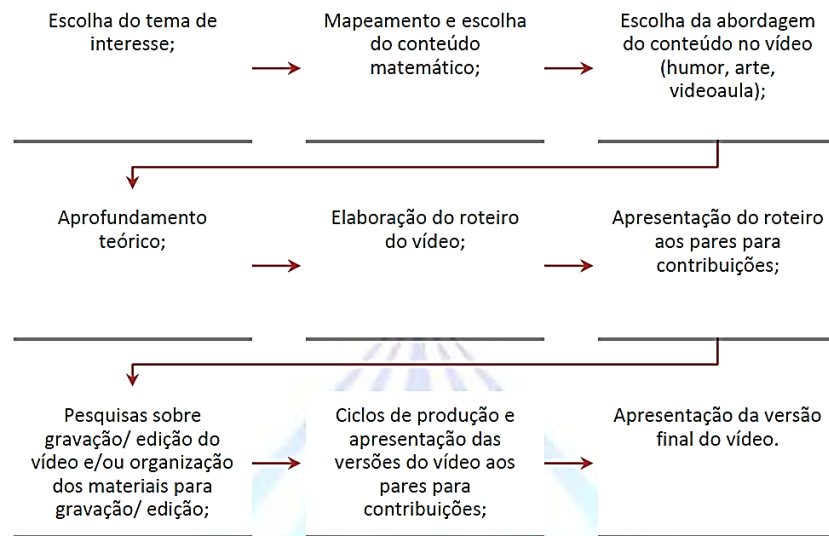 Escolha do tema de
interesse;
Mapeamento e escolha
do conteúdo
matemático;
Escolha da abordagem
do conteúdo no vídeo
(humor, arte,
videoaula);
Aprofundamento
teórico;
Elaboração do roteiro
do vídeo;
Apresentação do roteiro
aos pares para
contribuições;
Pesquisas sobre
gravação/ edição do
vídeo e/ou organização
dos materiais para
gravação/ edição;
Ciclos de produção e
apresentação das
versões do vídeo aos
pares para
contribuições;
Apresentação da versão
final do vídeo.